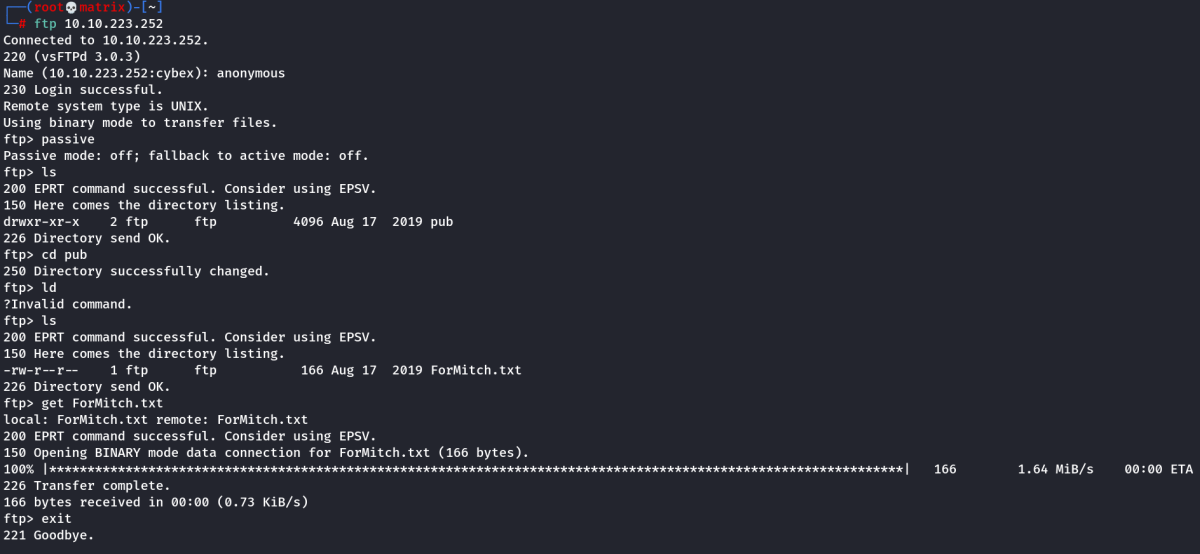 ┌──(root💀matrix)-[~]
└─# ftp 10.10.223.252
Connected to 10.10.223.252.
220 (vsFTPd 3.0.3)
Name (10.10.223.252:cybex): anonymous
230 Login successful.
Remote system type is UNIX.
Using binary mode to transfer files.
ftp> passive
Passive mode: off; fallback to active mode: off.
ftp> ls
200 EPRT command successful. Consider using EPSV.
150 Here comes the directory listing.
drwxr-xr-x    2 ftp      ftp          4096 Aug 17  2019 pub
226 Directory send OK.
ftp> cd pub
250 Directory successfully changed.
ftp> ld
?Invalid command.
ftp> ls
200 EPRT command successful. Consider using EPSV.
150 Here comes the directory listing.
-rw-r--r--    1 ftp      ftp           166 Aug 17  2019 ForMitch.txt
226 Directory send OK.
ftp> get ForMitch.txt
local: ForMitch.txt remote: ForMitch.txt
200 EPRT command successful. Consider using EPSV.
150 Opening BINARY mode data connection for ForMitch.txt (166 bytes).
100% |****************************************************************************************************************|   166        1.64 MiB/s    00:00 ETA
226 Transfer complete.
166 bytes received in 00:00 (0.73 KiB/s)
ftp> exit
221 Goodbye.